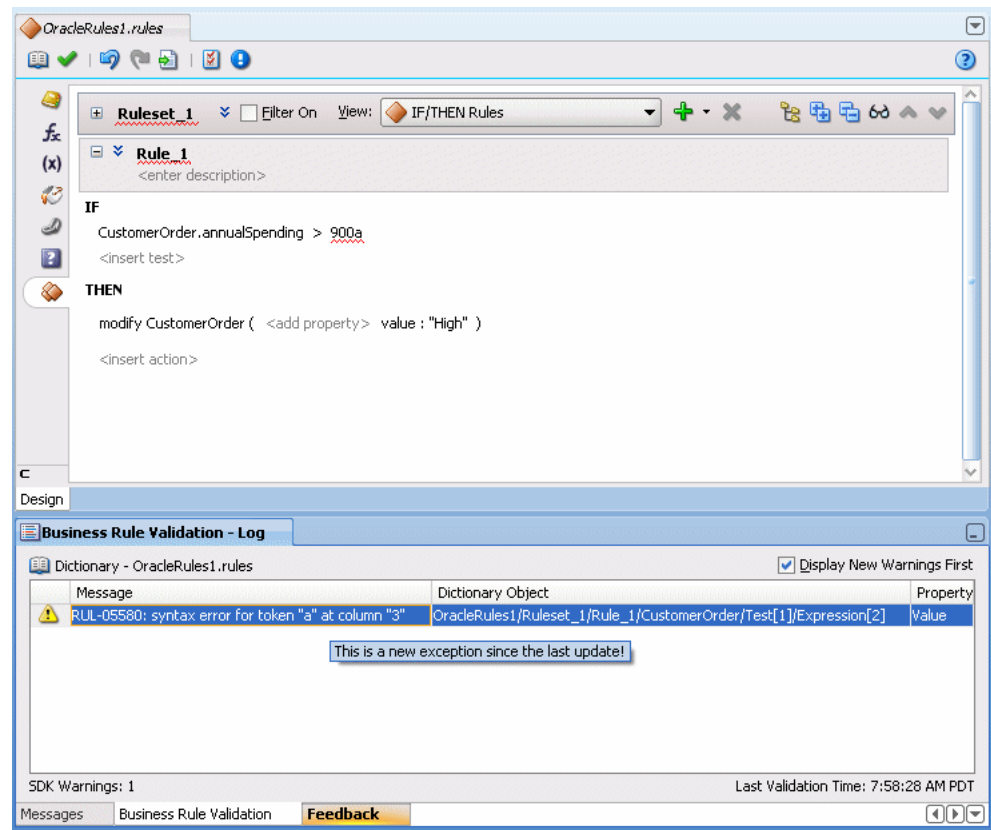 OracleRules1.rules
Ruleset_1 Filter On View: IF/THEN Rules
fx
(x)
Rule_1
<enter description>
IF
CustomerOrder.annualSpending > 900a
<insert test>
THEN
modify CustomerOrder ( <add property> value : "High" )
<insert action>
Design
Business Rule Validation - Log
Dictionary - OracleRules1.rules Display New Warnings First
Message Dictionary Object Property
RUL-05580: syntax error for token "a" at column "3" OracleRules1/Ruleset_1/Rule_1/CustomerOrder/Test[1]/Expression[2] Value
This is a new exception since the last update!
SDK Warnings: 1 Last Validation Time: 7:58:28 AM PDT
Messages Business Rule Validation Feedback